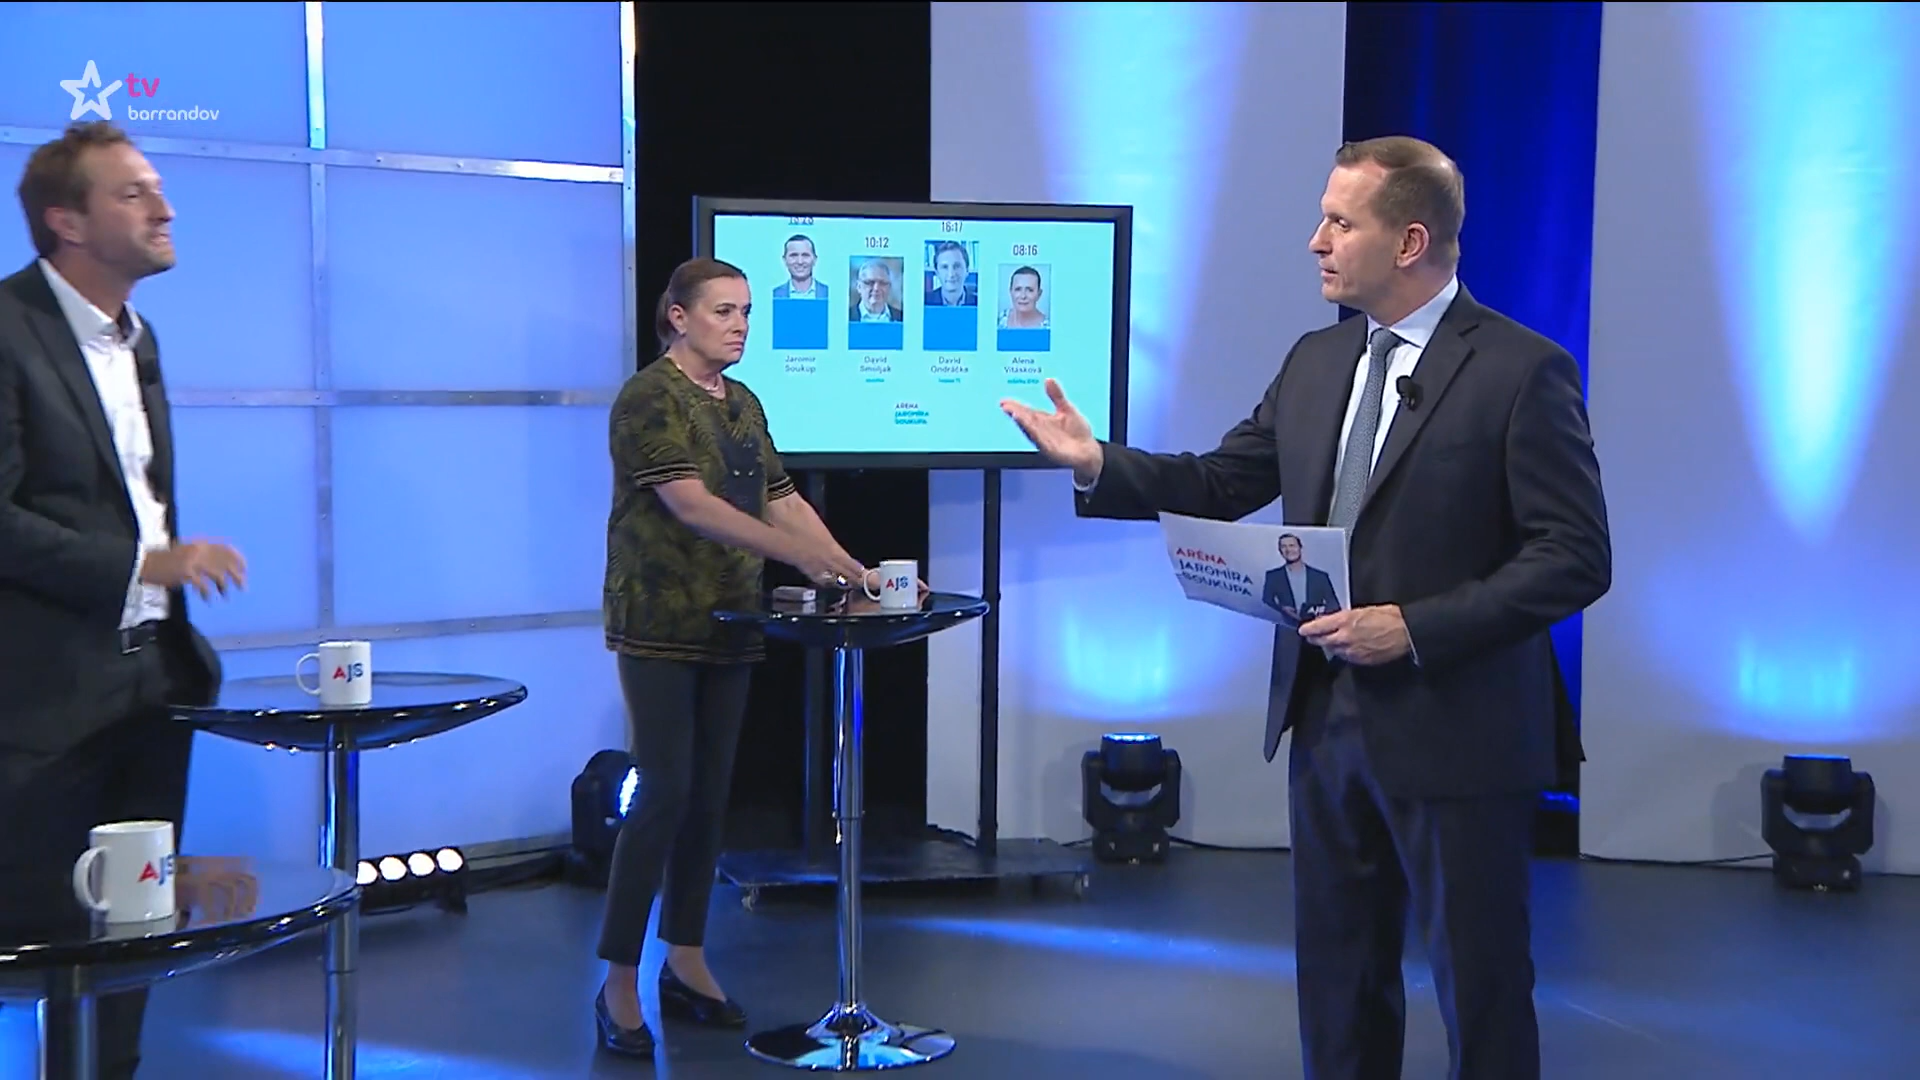 tv
barrandov
10:12
16:17
08:16
Jaromír
Soukup
David
Smoljak
David
Ondráčka
Alena
Vitásková
ARÉNA
JAROMÍRA
SOUKUPA
AJS
ARÉNA
JAROMÍRA
SOUKUPA
AJS
AJS
AJS